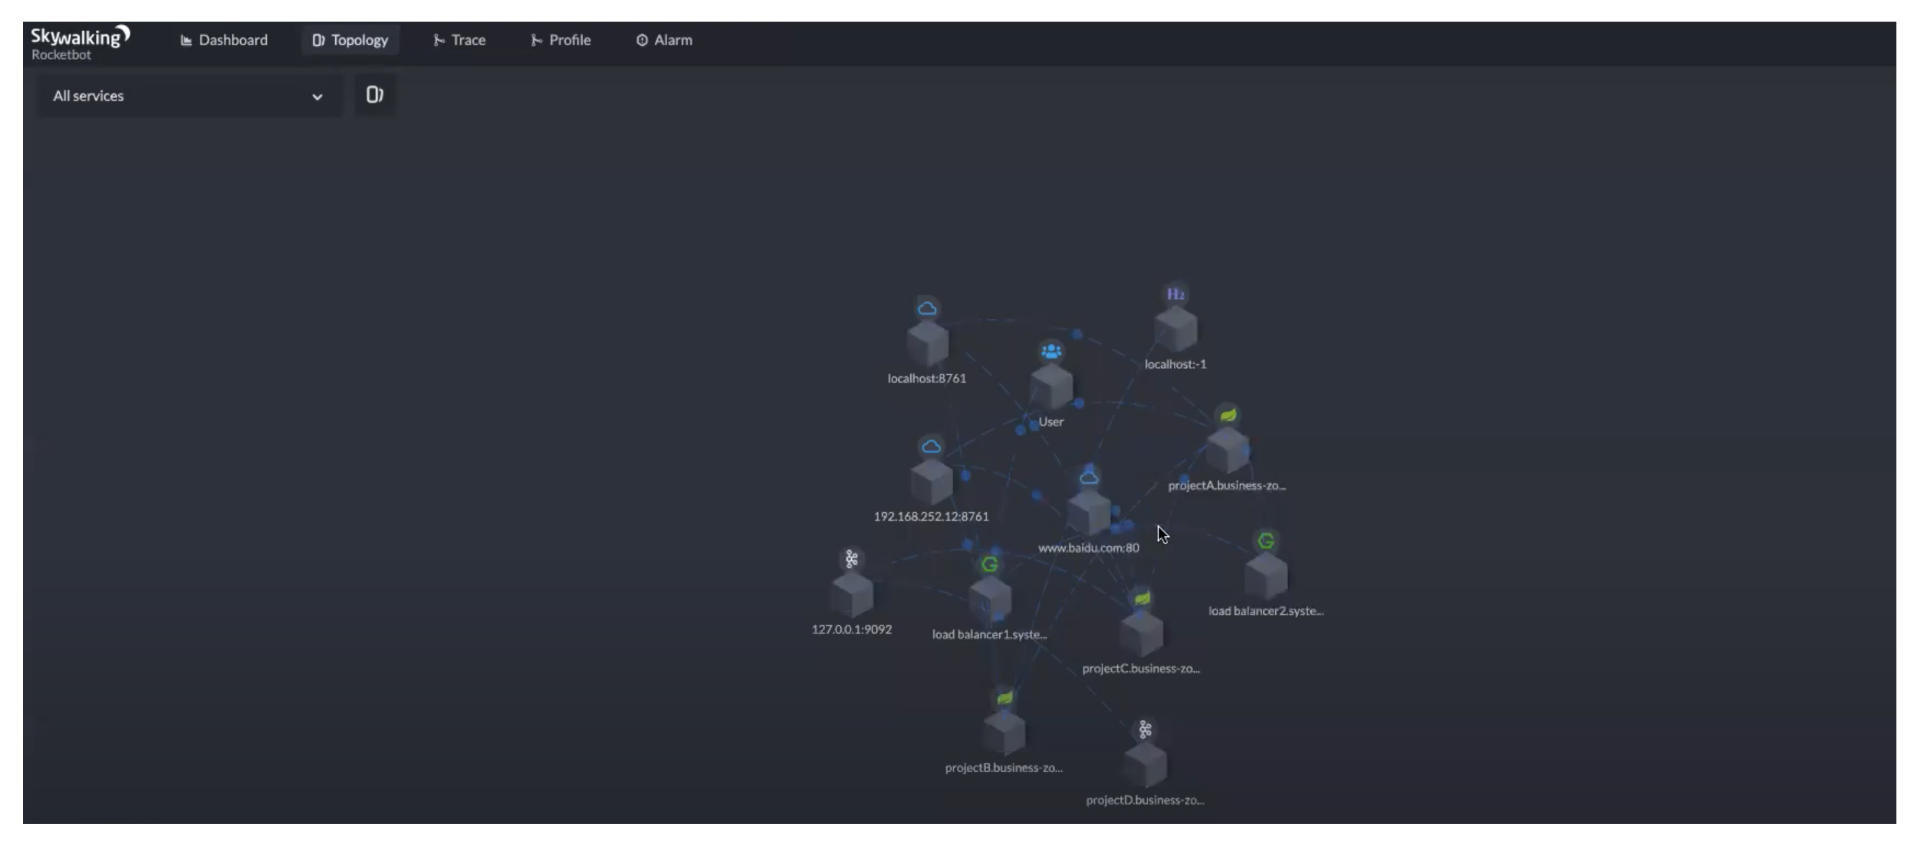 Skywalking
Rocketbot
Dashboard
Topology
Trace
Profile
Alarm
All services
H2
localhost:-1
localhost:8761
User
projectA.business-zo...
192.168.252.12:8761
www.baidu.com:80
load balancer2.syste...
127.0.0.1:9092
load balancer1.syste...
projectC.business-zo...
projectB.business-zo...
projectD.business-zo...